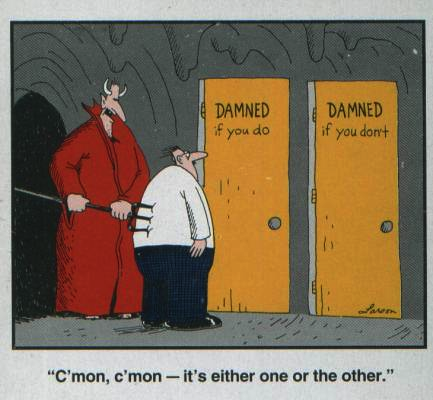 DAMNED
if you do
DAMNED
if you don't
Larson
"C'mon, c'mon — it's either one or the other."